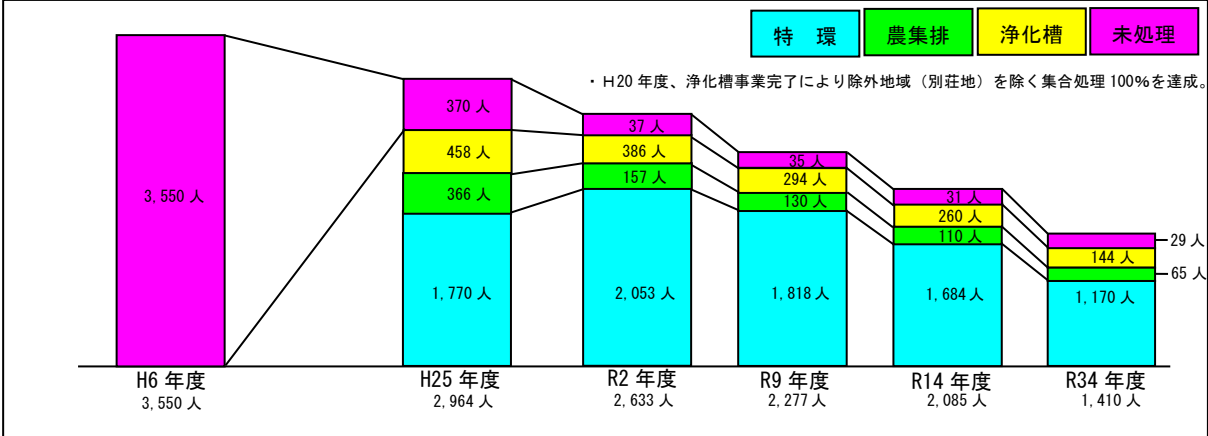 特 環 農集排 浄化槽 未処理
・H20 年度、浄化槽事業完了により除外地域（別荘地）を除く集合処理 100%を達成。
3,550 人
370 人
458 人
366 人
1,770 人
37 人
386 人
157 人
2,053 人
35 人
294 人
130 人
1,818 人
31 人
260 人
110 人
1,684 人
29 人
144 人
65 人
1,170 人
H6 年度 H25 年度 R2 年度 R9 年度 R14 年度 R34 年度
3,550 人 2,964 人 2,633 人 2,277 人 2,085 人 1,410 人